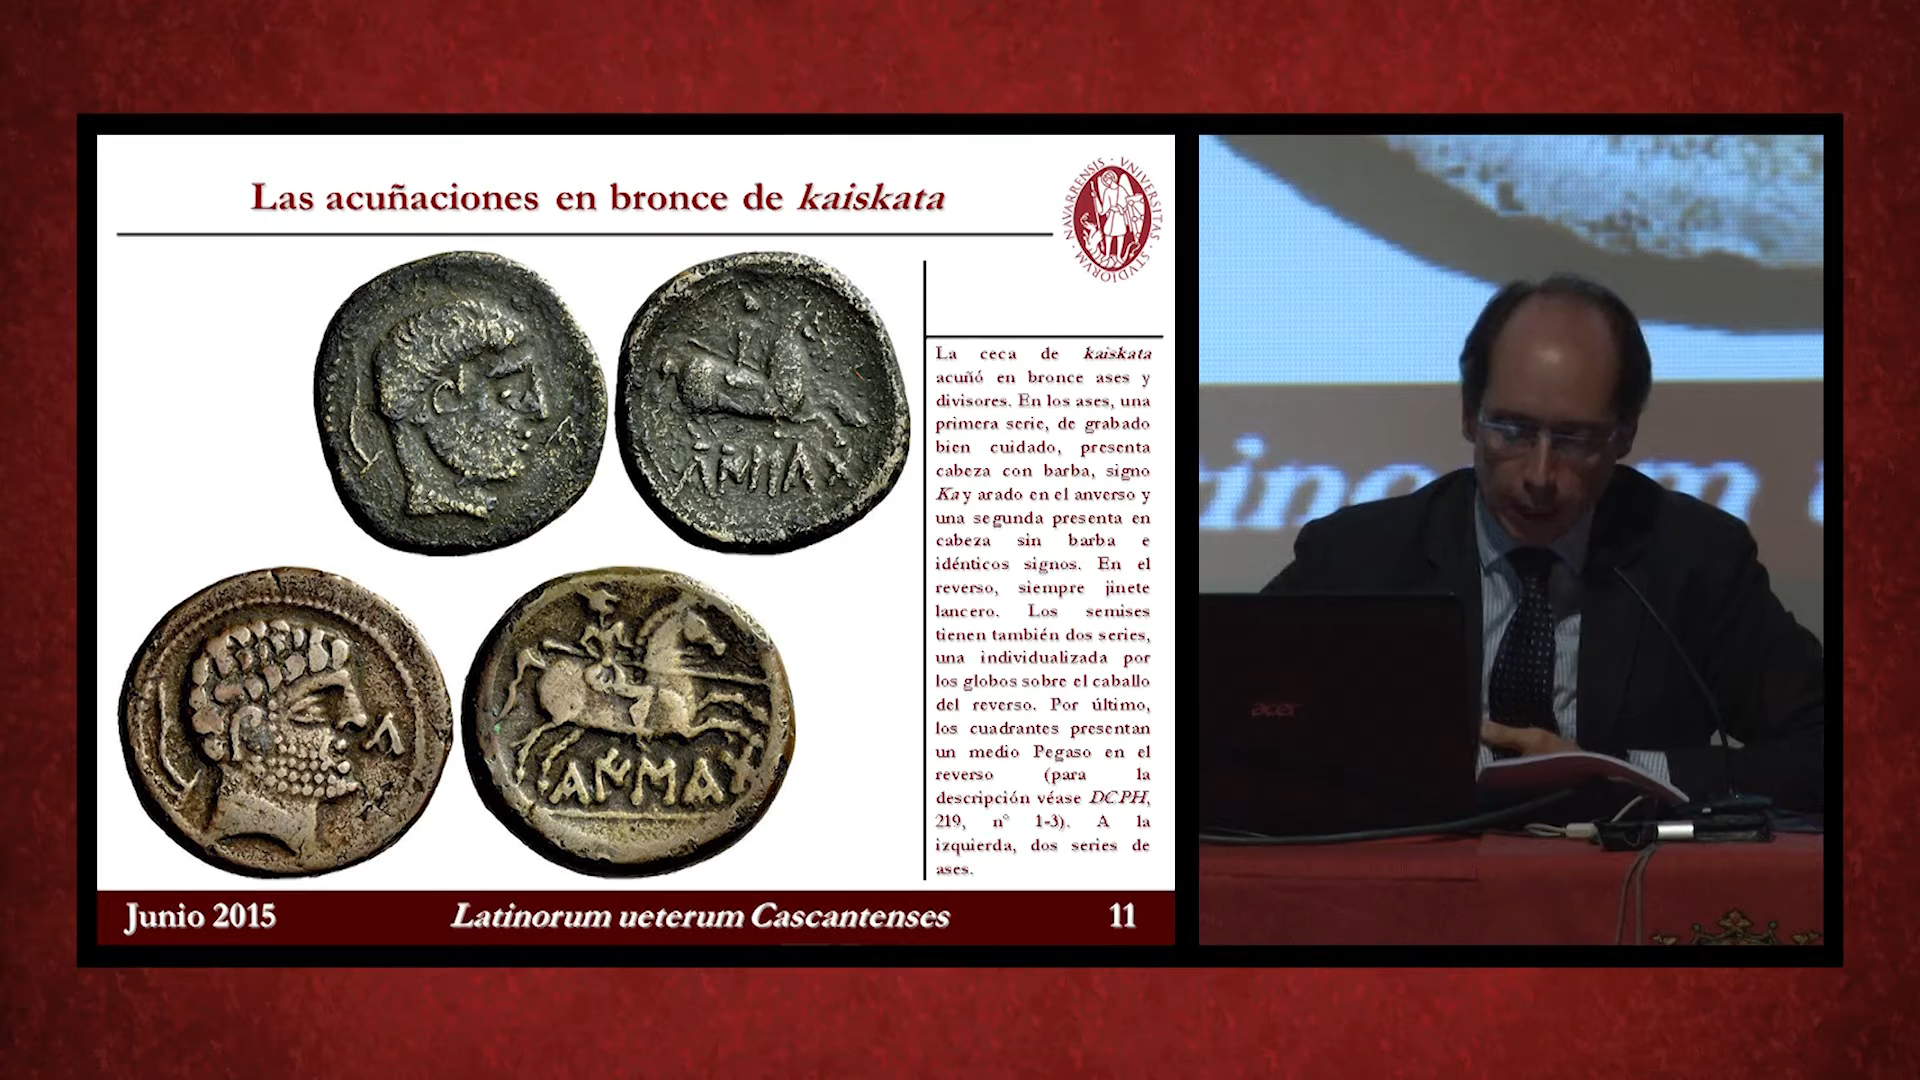 Las acuñaciones en bronce de kaiskata
NAVARRENSIS · VNIVERSITAS · STVDIORVM ·
La ceca de kaiskata
acuñó en bronce ases y
divisores. En los ases, una
primera serie, de grabado
bien cuidado, presenta
cabeza con barba, signo
Ka y arado en el anverso y
una segunda presenta en
cabeza sin barba e
idénticos signos. En el
reverso, siempre jinete
lancero. Los semises
tienen también dos series,
una individualizada por
los globos sobre el caballo
del reverso. Por último,
los cuadrantes presentan
un medio Pegaso en el
reverso (para la
descripción véase DCPH,
219, nº 1-3). A la
izquierda, dos series de
ases.
Junio 2015
Latinorum ueterum Cascantenses
11
acer